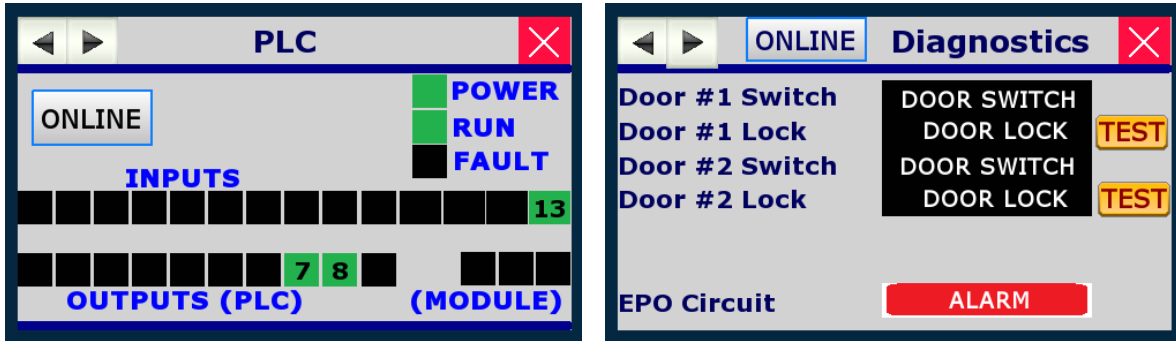 PLC
POWER
ONLINE
RUN
FAULT
INPUTS
13
7 8
OUTPUTS (PLC) (MODULE)
ONLINE Diagnostics
Door #1 Switch DOOR SWITCH
Door #1 Lock DOOR LOCK TEST
Door #2 Switch DOOR SWITCH
Door #2 Lock DOOR LOCK TEST
EPO Circuit ALARM